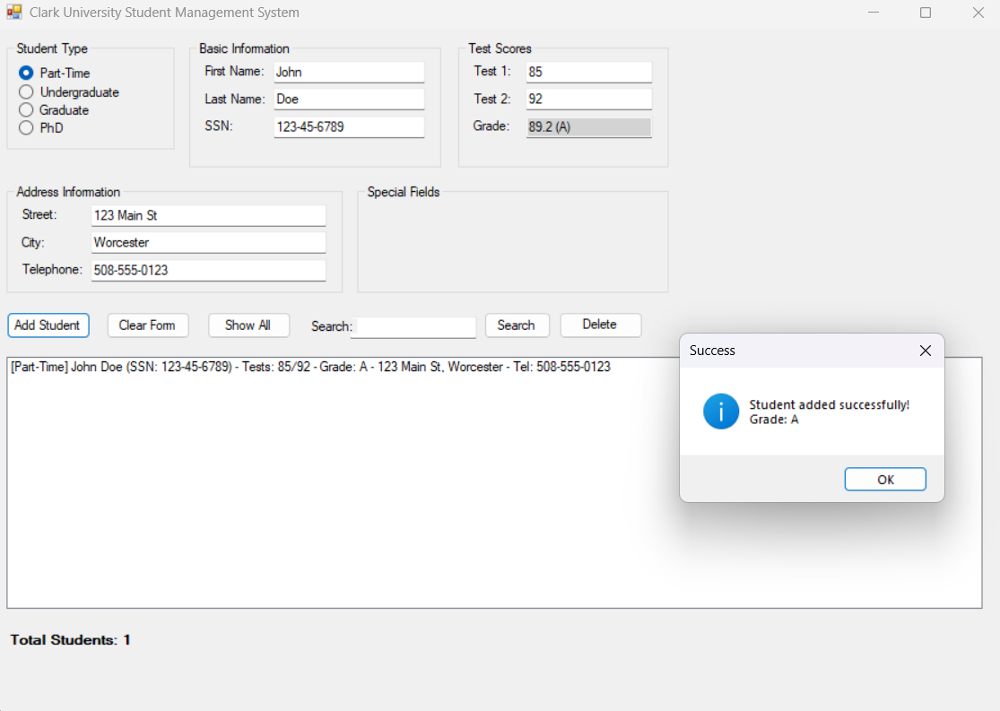 Clark University Student Management System
Student Type
Part-Time
Undergraduate
Graduate
PhD
Basic Information
First Name: John
Last Name: Doe
SSN: 123-45-6789
Test Scores
Test 1: 85
Test 2: 92
Grade: 89.2 (A)
Address Information
Street: 123 Main St
City: Worcester
Telephone: 508-555-0123
Special Fields
Add Student Clear Form Show All Search: Search Delete
[Part-Time] John Doe (SSN: 123-45-6789) - Tests: 85/92 - Grade: A - 123 Main St, Worcester - Tel: 508-555-0123
Success
i
Student added successfully!
Grade: A
OK
Total Students: 1